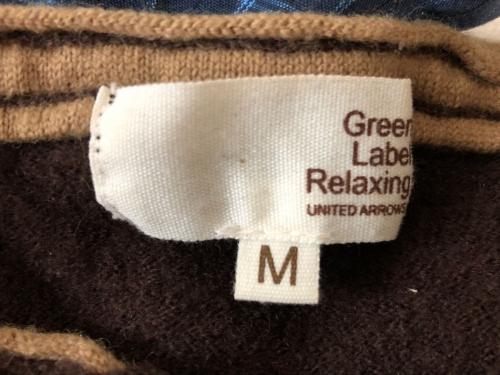 Green
Label
Relaxing
UNITED ARROWS
M